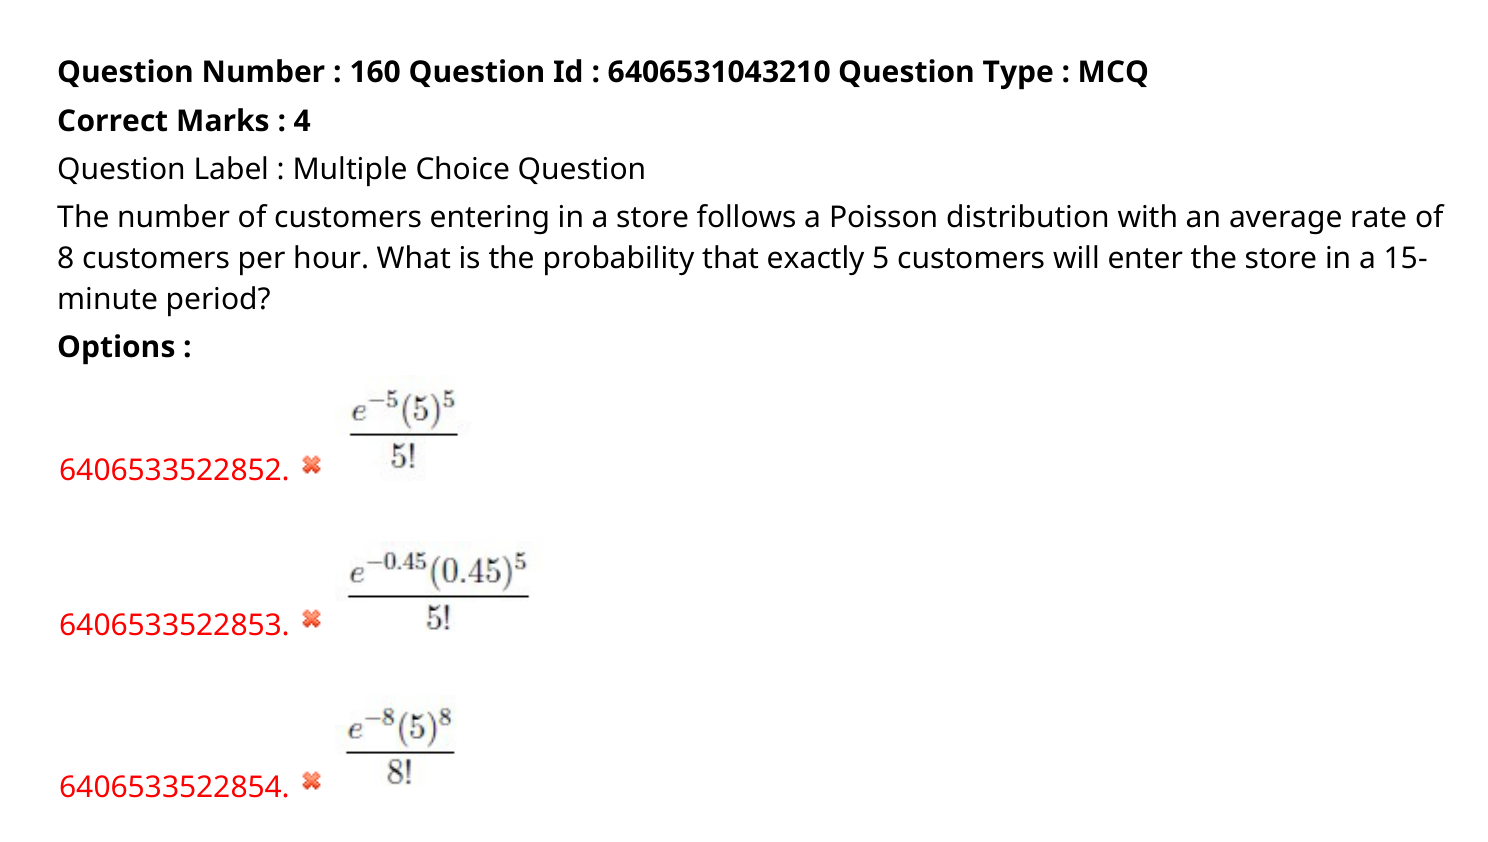 Question Number : 160 Question Id : 6406531043210 Question Type : MCQ
Correct Marks : 4
Question Label : Multiple Choice Question
The number of customers entering in a store follows a Poisson distribution with an average rate of
8 customers per hour. What is the probability that exactly 5 customers will enter the store in a 15-
minute period?
Options :
e^{-5}(5)^5
5!
6406533522852. ✖
e^{-0.45}(0.45)^5
5!
6406533522853. ✖
e^{-8}(5)^8
8!
6406533522854. ✖